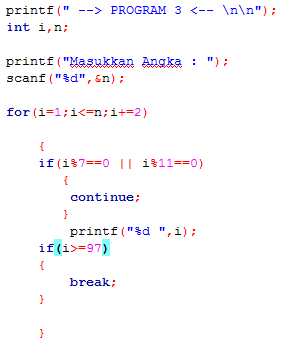 printf(" --> PROGRAM 3 <-- \n\n");
int i,n;
printf("Masukkan Angka : ");
scanf("%d",&n);
for(i=1;i<=n;i+=2)
{
if(i%7==0 || i%11==0)
{
continue;
}
printf("%d ",i);
if(i>=97)
{
break;
}
}